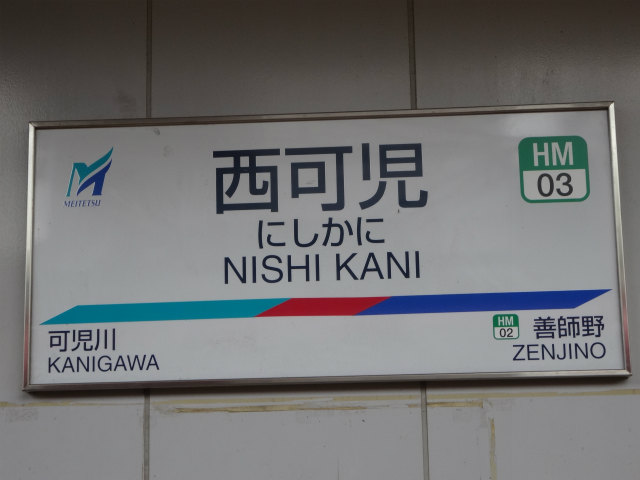 MEITETSU
西可児
にしかに
NISHI KANI
HM
03
可児川
KANIGAWA
HM
02
善師野
ZENJINO